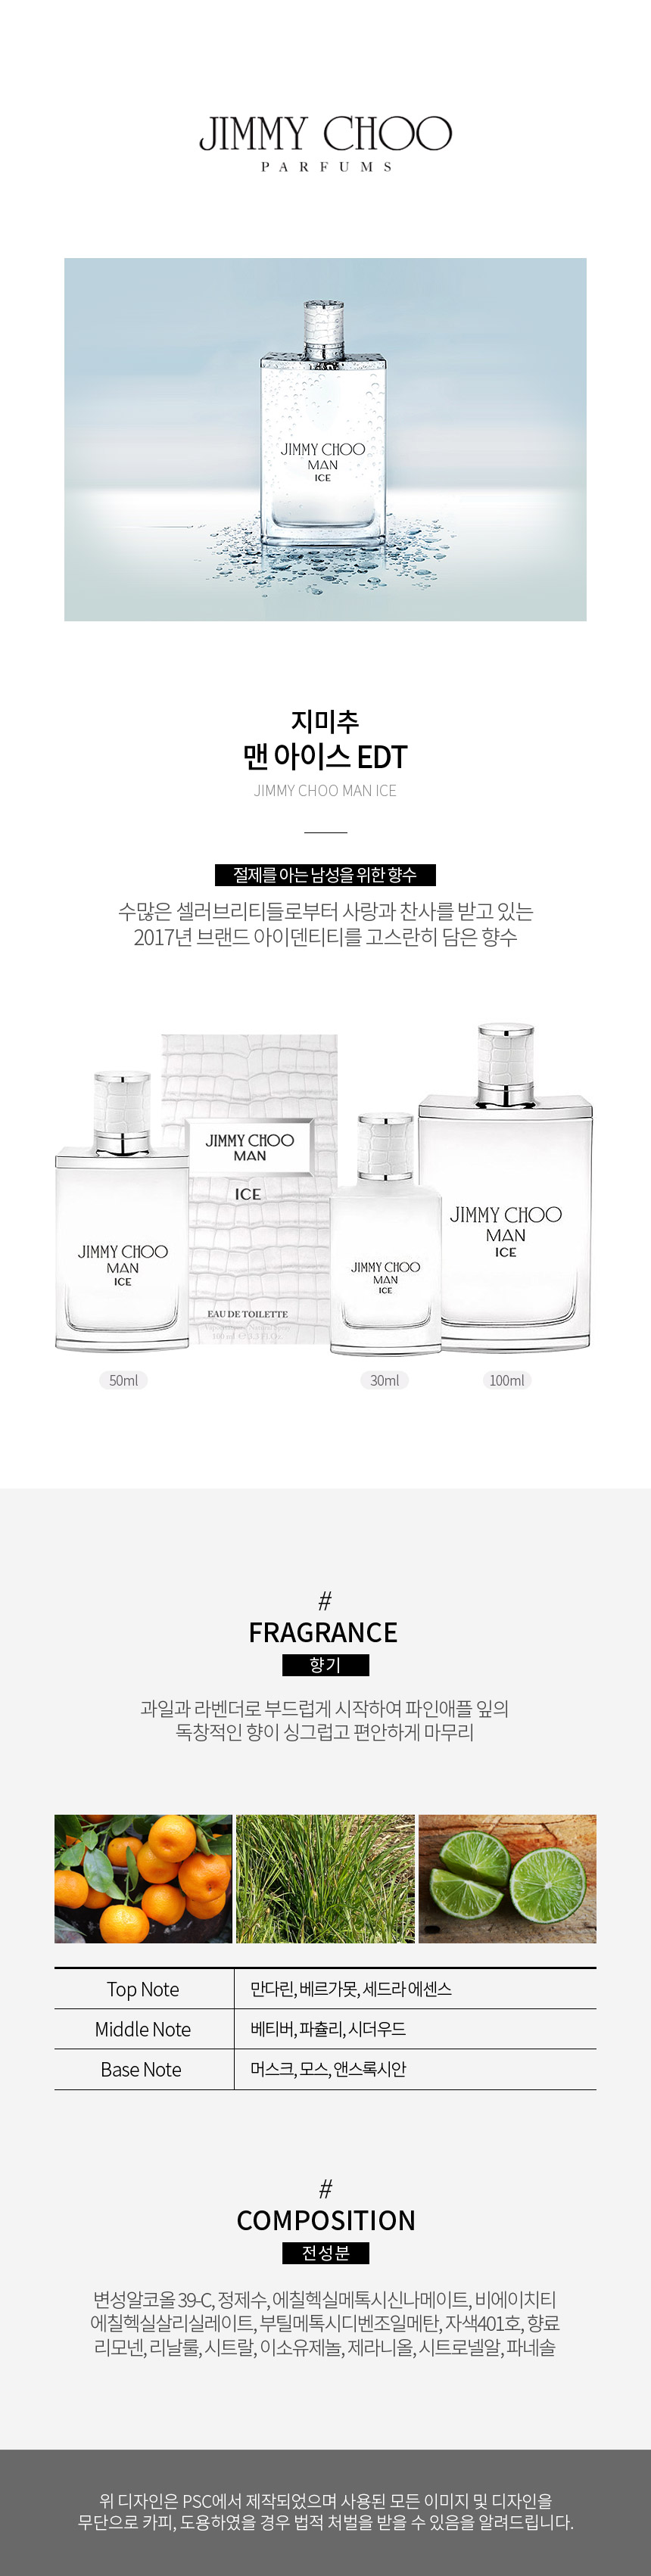 JIMMY CHOO
PARFUMS
JIMMY CHOO
MAN
ICE
지미추
맨 아이스 EDT
JIMMY CHOO MAN ICE
절제를 아는 남성을 위한 향수
수많은 셀러브리티들로부터 사랑과 찬사를 받고 있는
2017년 브랜드 아이덴티티를 고스란히 담은 향수
JIMMY CHOO
MAN
ICE
JIMMY CHOO
MAN
ICE
EAU DE TOILETTE
JIMMY CHOO
MAN
ICE
JIMMY CHOO
MAN
ICE
50ml
30ml
100ml
#
FRAGRANCE
향기
과일과 라벤더로 부드럽게 시작하여 파인애플 잎의
독창적인 향이 싱그럽고 편안하게 마무리
Top Note 만다린, 베르가못, 세드라 에센스
Middle Note 베티버, 파츌리, 시더우드
Base Note 머스크, 모스, 앤스록시안
#
COMPOSITION
전성분
변성알코올 39-C, 정제수, 에칠헥실메톡시신나메이트, 비에이치티
에칠헥실살리실레이트, 부틸메톡시디벤조일메탄, 자색401호, 향료
리모넨, 리날룰, 시트랄, 이소유제놀, 제라니올, 시트로넬알, 파네솔
위 디자인은 PSC에서 제작되었으며 사용된 모든 이미지 및 디자인을
무단으로 카피, 도용하였을 경우 법적 처벌을 받을 수 있음을 알려드립니다.